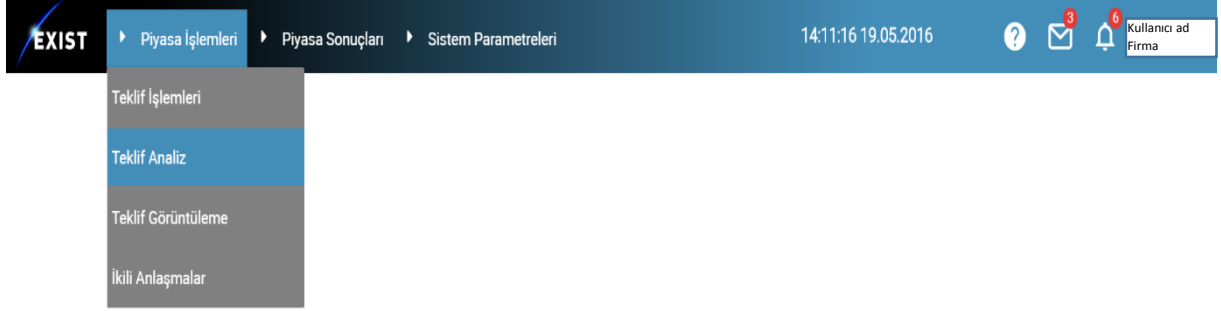 EXIST Piyasa İşlemleri Piyasa Sonuçları Sistem Parametreleri 14:11:16 19.05.2016 ? 3 6 Kullanıcı ad
Firma
Teklif İşlemleri
Teklif Analiz
Teklif Görüntüleme
İkili Anlaşmalar